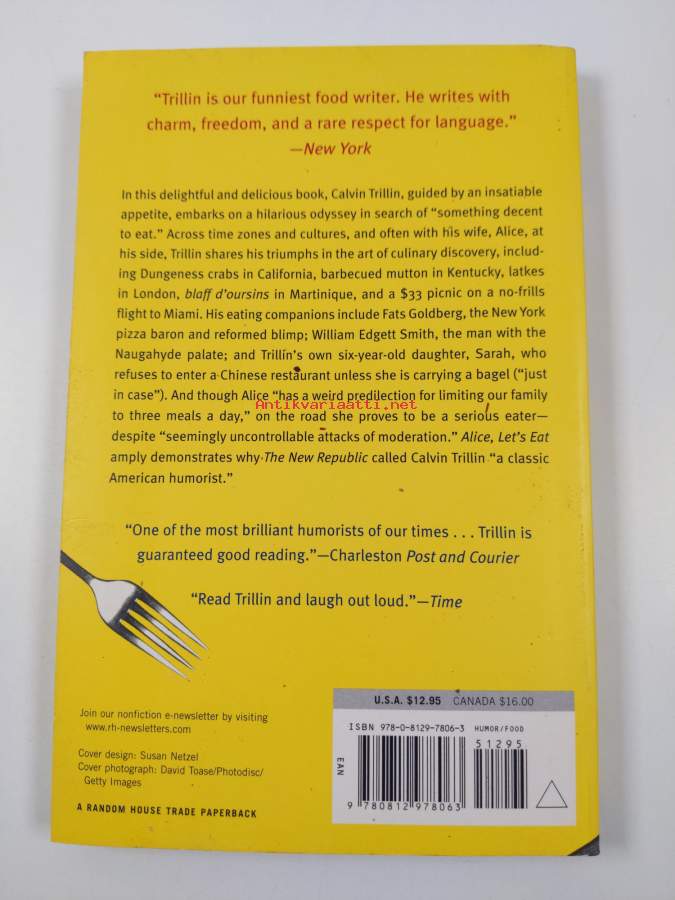 “Trillin is our funniest food writer. He writes with
charm, freedom, and a rare respect for language.”
—New York
In this delightful and delicious book, Calvin Trillin, guided by an insatiable
appetite, embarks on a hilarious odyssey in search of “something decent
to eat.” Across time zones and cultures, and often with his wife, Alice, at
his side, Trillin shares his triumphs in the art of culinary discovery, includ-
ing Dungeness crabs in California, barbecued mutton in Kentucky, latkes
in London, blaff d’oursins in Martinique, and a $33 picnic on a no-frills
flight to Miami. His eating companions include Fats Goldberg, the New York
pizza baron and reformed blimp; William Edgett Smith, the man with the
Naugahyde palate; and Trillin’s own six-year-old daughter, Sarah, who
refuses to enter a Chinese restaurant unless she is carrying a bagel (“just
in case”). And though Alice “has a weird predilection for limiting our family
Antikvariaatti.net
to three meals a day,” on the road she proves to be a serious eater—
despite “seemingly uncontrollable attacks of moderation.” Alice, Let’s Eat
amply demonstrates why The New Republic called Calvin Trillin “a classic
American humorist.”
“One of the most brilliant humorists of our times . . . Trillin is
guaranteed good reading.”—Charleston Post and Courier
“Read Trillin and laugh out loud.”—Time
Join our nonfiction e-newsletter by visiting
www.rh-newsletters.com
Cover design: Susan Netzel
Cover photograph: David Toase/Photodisc/
Getty Images
A RANDOM HOUSE TRADE PAPERBACK
U.S.A. $12.95 CANADA $16.00
ISBN 978-0-8129-7806-3 HUMOR/FOOD
51295
EAN
9 780812 978063